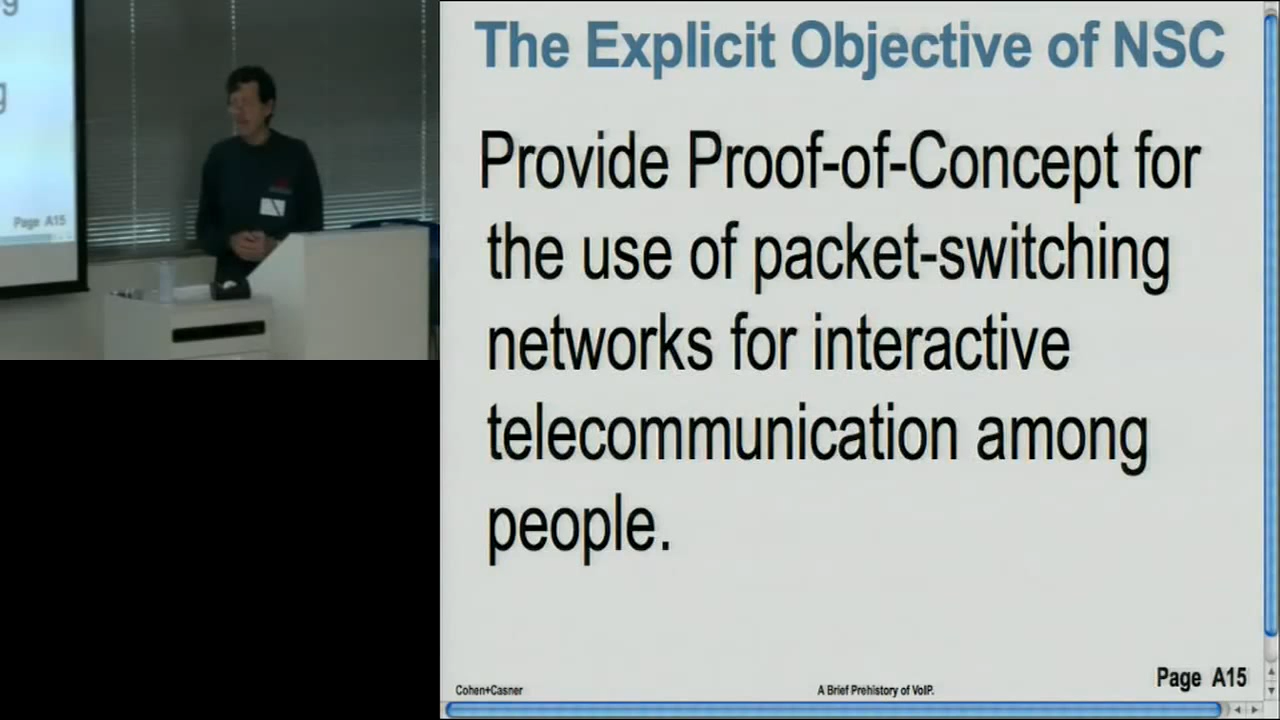 g
g
Page A15
The Explicit Objective of NSC
Provide Proof-of-Concept for
the use of packet-switching
networks for interactive
telecommunication among
people.
Page A15
Cohen+Casner
A Brief Prehistory of VoIP.